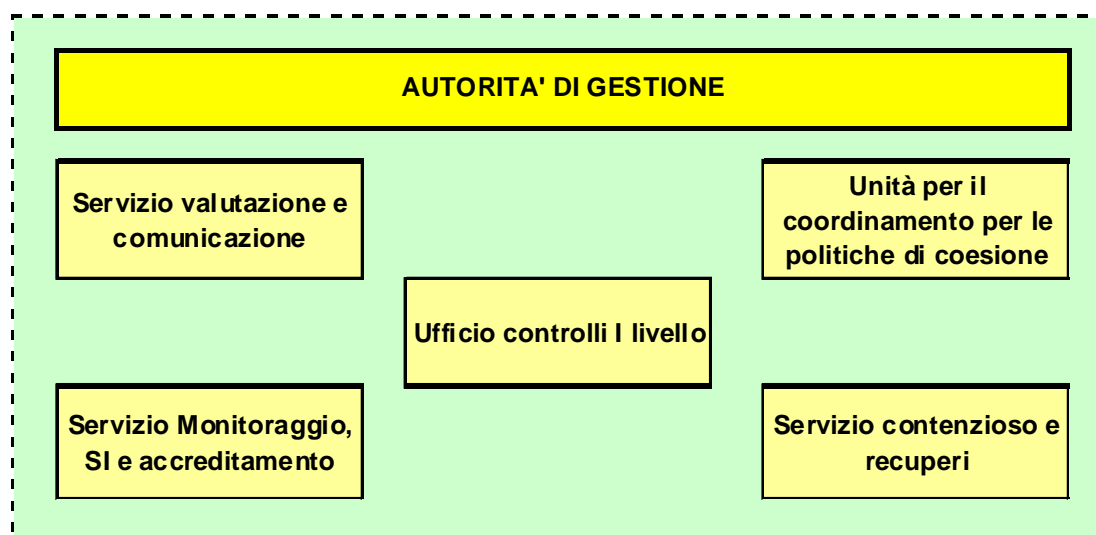 AUTORITA' DI GESTIONE
Servizio valutazione e
comunicazione
Unità per il
coordinamento per le
politiche di coesione
Ufficio controlli I livello
Servizio Monitoraggio,
SI e accreditamento
Servizio contenzioso e
recuperi